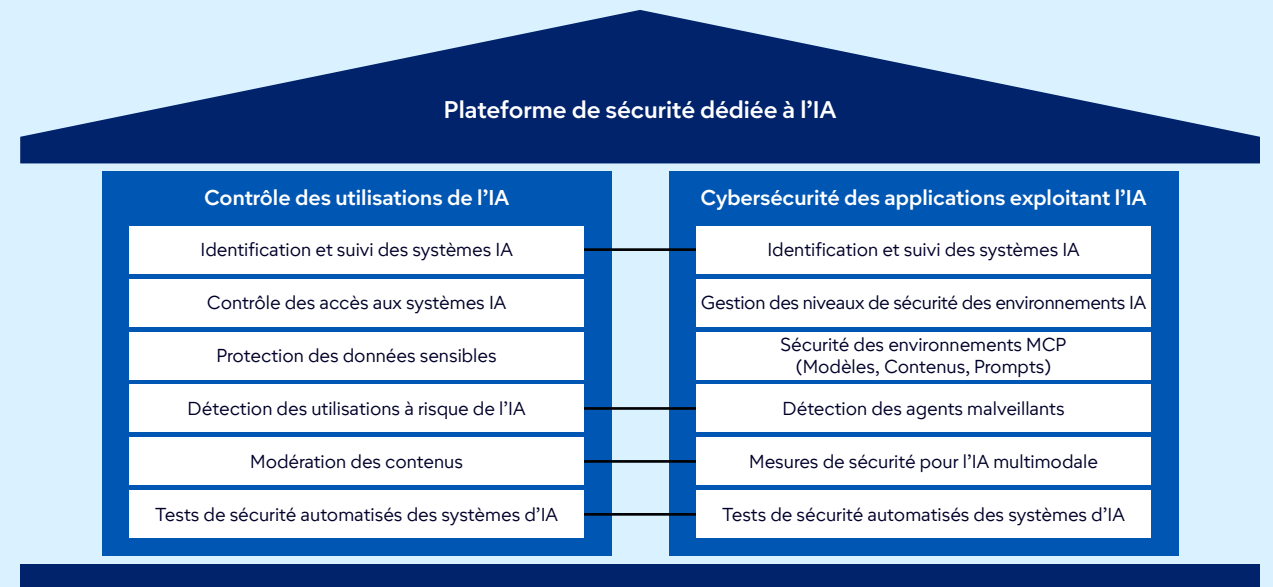 Plateforme de sécurité dédiée à l’IA
Contrôle des utilisations de l’IA
Identification et suivi des systèmes IA
Contrôle des accès aux systèmes IA
Protection des données sensibles
Détection des utilisations à risque de l’IA
Modération des contenus
Tests de sécurité automatisés des systèmes d’IA
Cybersécurité des applications exploitant l’IA
Identification et suivi des systèmes IA
Gestion des niveaux de sécurité des environnements IA
Sécurité des environnements MCP
(Modèles, Contenus, Prompts)
Détection des agents malveillants
Mesures de sécurité pour l’IA multimodale
Tests de sécurité automatisés des systèmes d’IA